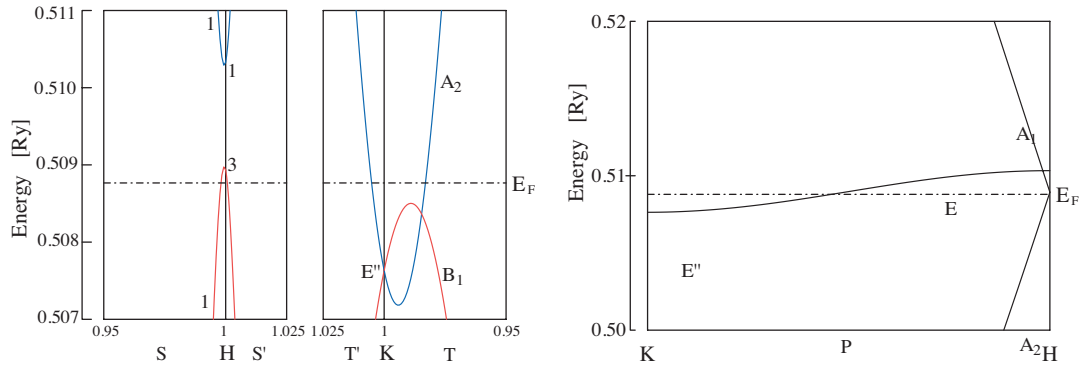 0.511
0.510
0.509
0.508
0.507
Energy [Ry]
1
1
3
1
0.95
1
1.025
S
H
S'
A2
EF
E''
B1
1.025
1
0.95
T'
K
T
0.52
0.51
0.50
Energy [Ry]
A1
EF
E
E''
K
P
A2H